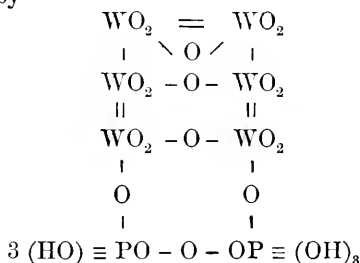 by
WO₂ = WO₂
| \ O / |
WO₂ – O – WO₂
|| ||
WO₂ – O – WO₂
| |
O O
| |
3 (HO) ≡ PO – O – OP ≡ (OH)₃